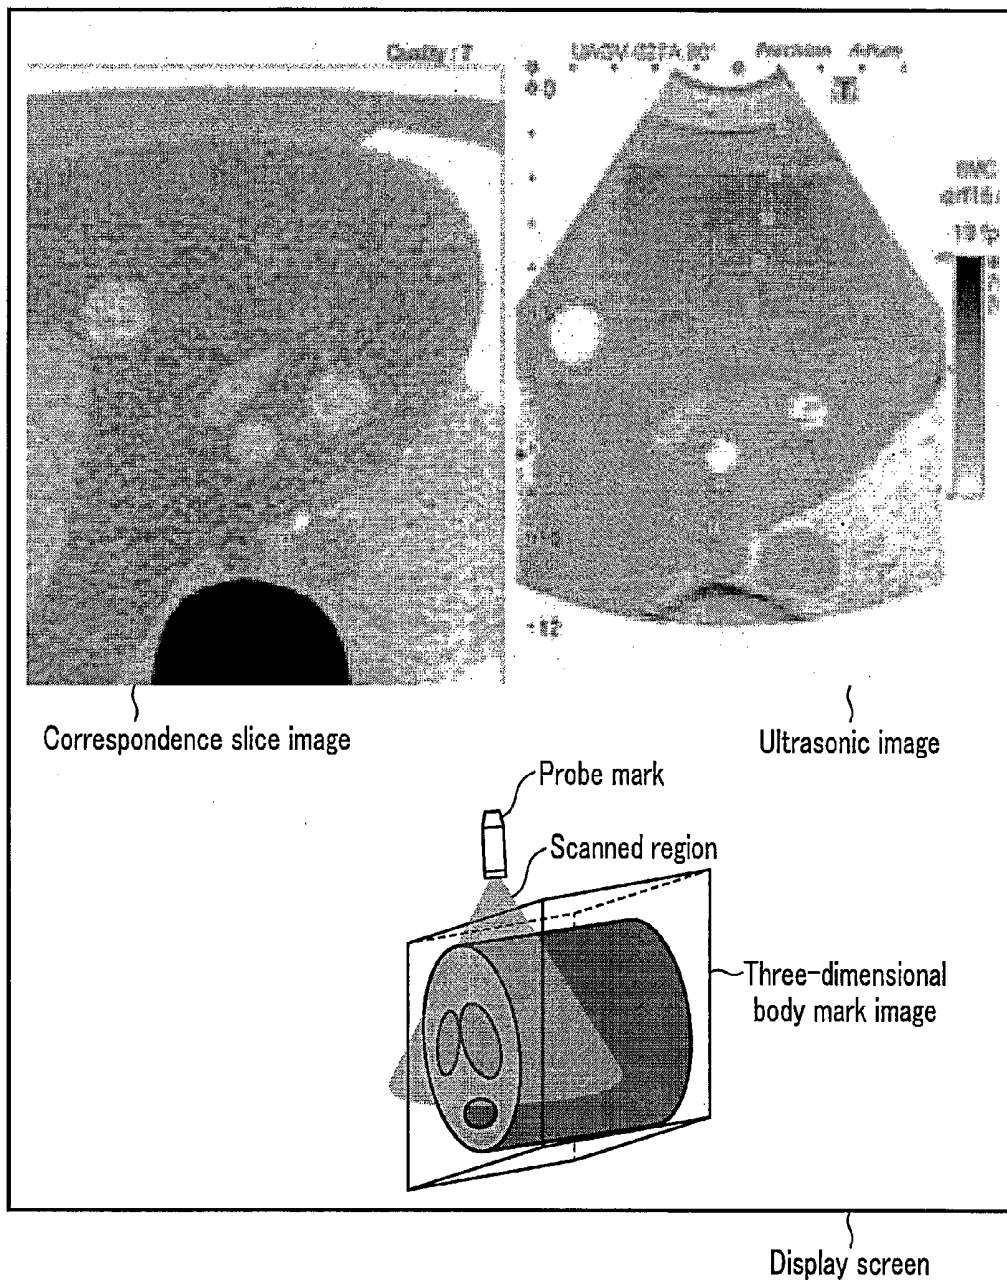 Correspondence slice image
Ultrasonic image
Probe mark
Scanned region
Three-dimensional
body mark image
Display screen